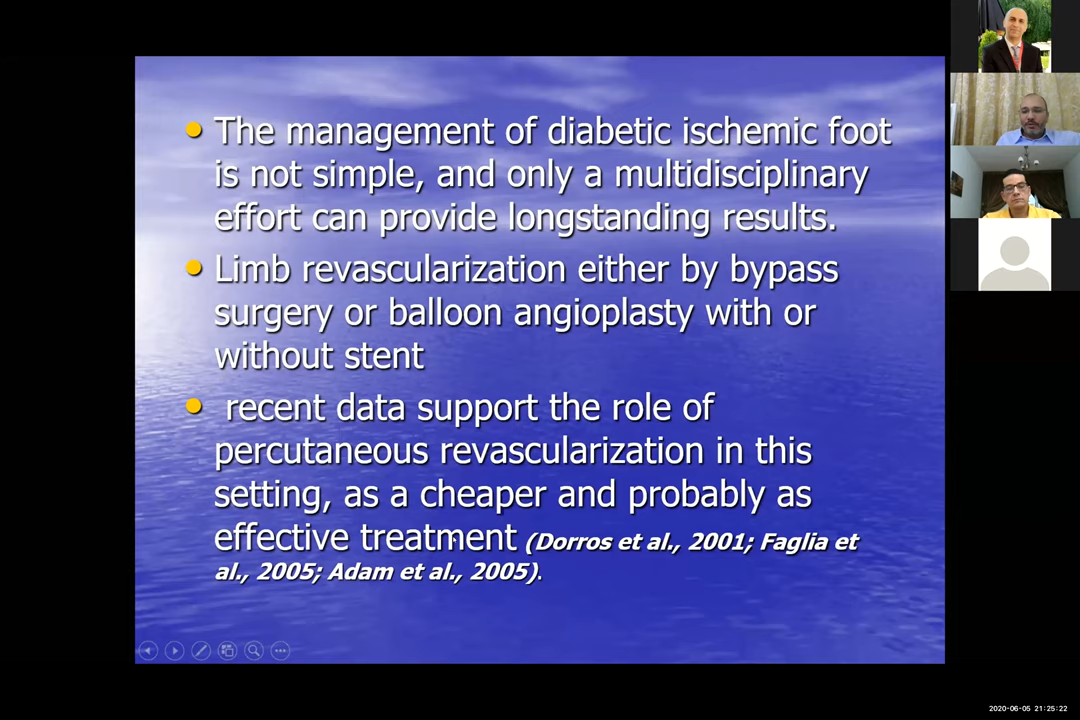 The management of diabetic ischemic foot
is not simple, and only a multidisciplinary
effort can provide longstanding results.
Limb revascularization either by bypass
surgery or balloon angioplasty with or
without stent
recent data support the role of
percutaneous revascularization in this
setting, as a cheaper and probably as
effective treatment (Dorros et al., 2001; Faglia et
al., 2005; Adam et al., 2005).
2020-06-05 21:25:22